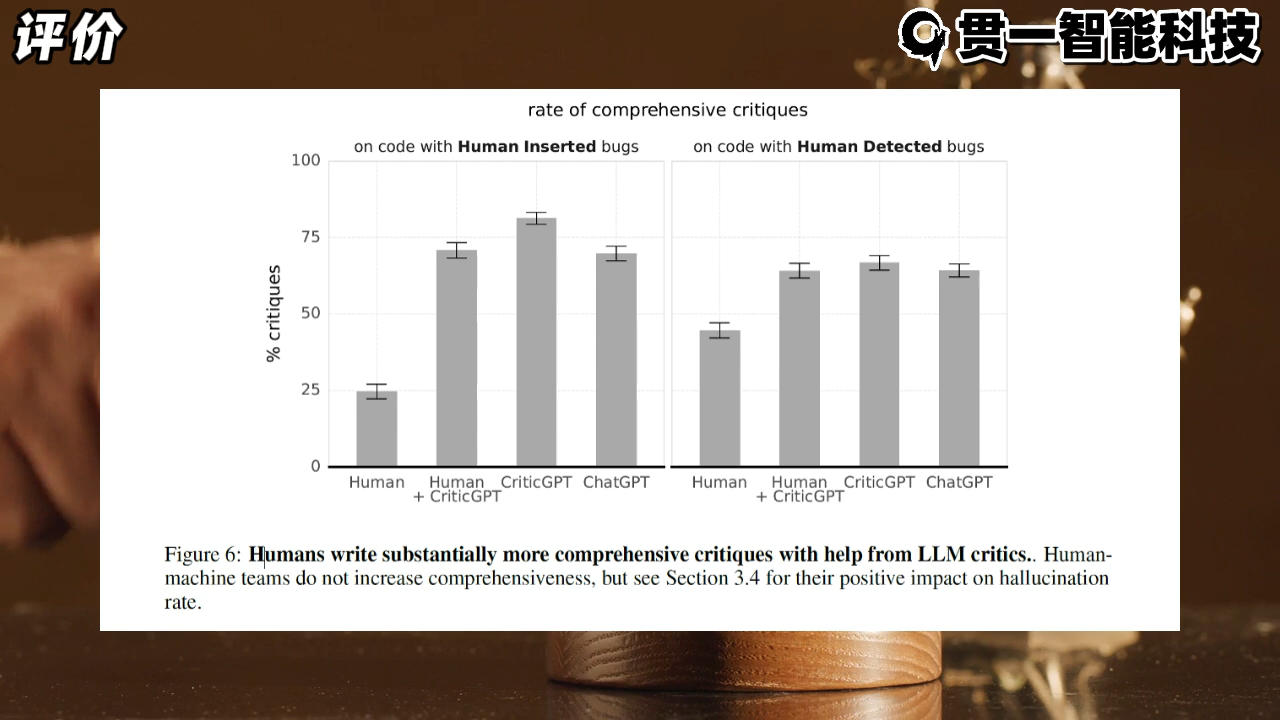 评价
贯一智能科技
rate of comprehensive critiques
on code with Human Inserted bugs
on code with Human Detected bugs
% critiques
100
75
50
25
0
Human
Human + CriticGPT
CriticGPT
ChatGPT
Human
Human + CriticGPT
CriticGPT
ChatGPT
Figure 6: Humans write substantially more comprehensive critiques with help from LLM critics.. Human-
machine teams do not increase comprehensiveness, but see Section 3.4 for their positive impact on hallucination
rate.